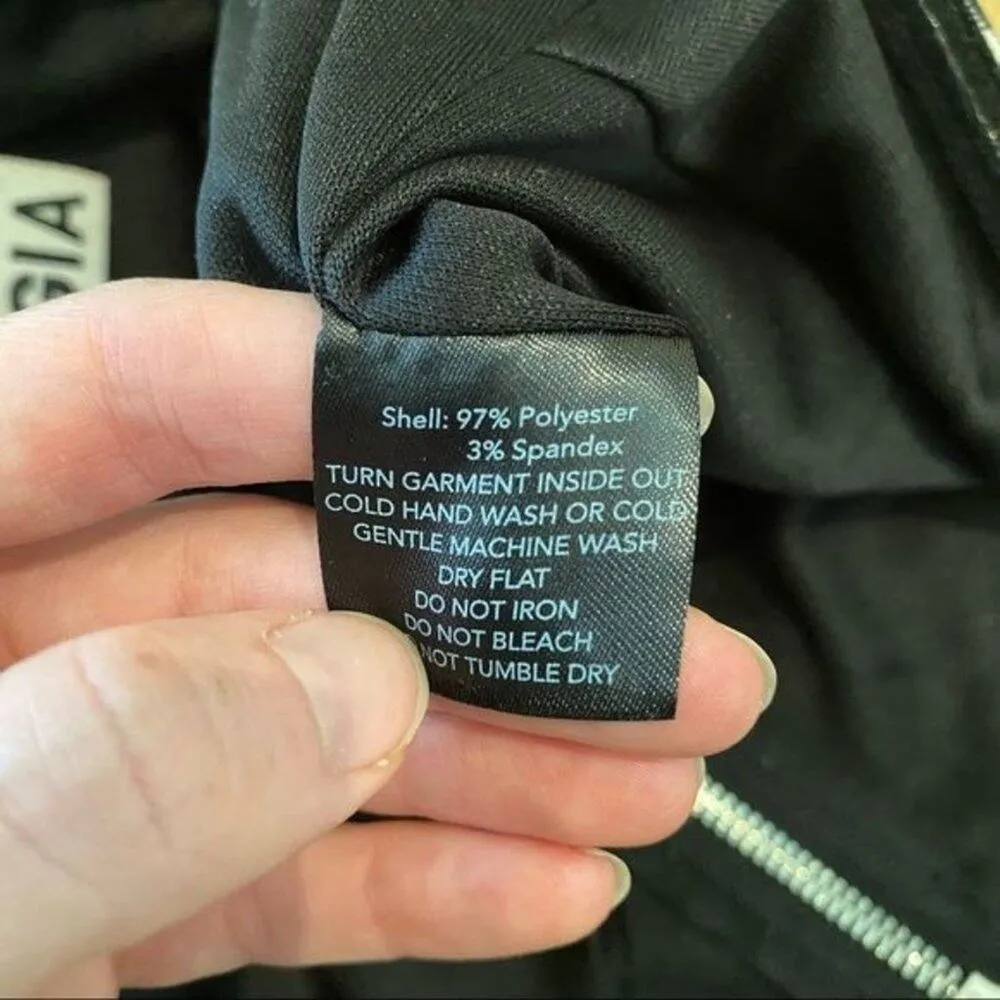 GIA
Shell: 97% Polyester
3% Spandex
TURN GARMENT INSIDE OUT
COLD HAND WASH OR COLD
GENTLE MACHINE WASH
DRY FLAT
DO NOT IRON
DO NOT BLEACH
NOT TUMBLE DRY